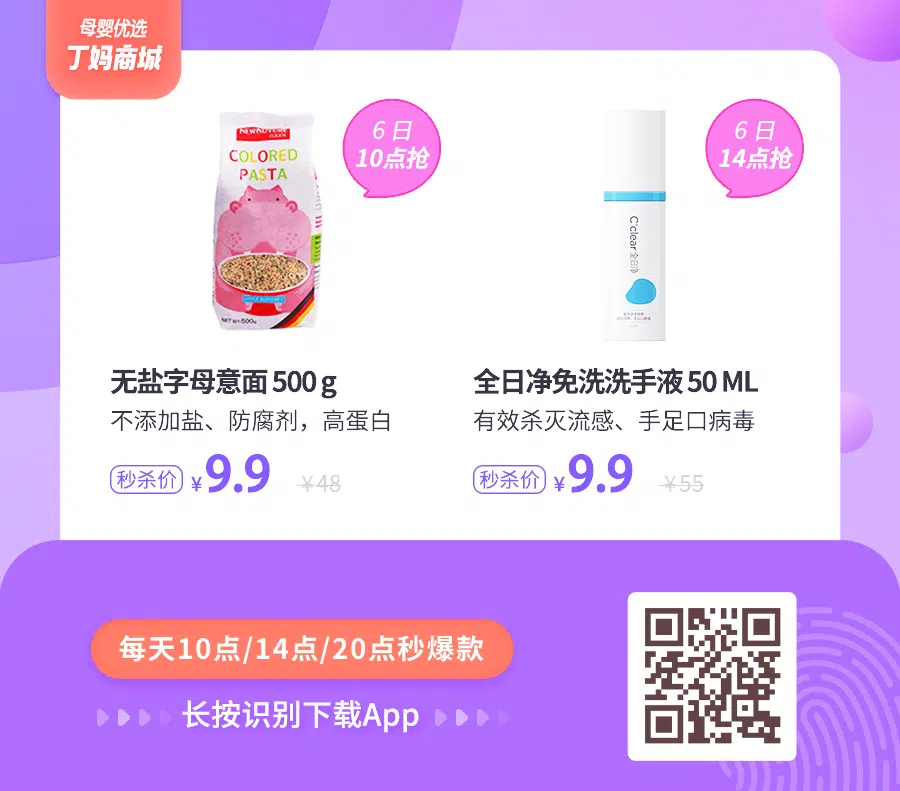 母婴优选
丁妈商城
6日
10点抢
NEWNUTURE
FOODS
COLORED
PASTA
NET WT 500g
6日
14点抢
C'clear 全日净
无盐字母意面 500 g
不添加盐、防腐剂，高蛋白
秒杀价 ¥9.9 ¥48
全日净免洗洗手液 50 ML
有效杀灭流感、手足口病毒
秒杀价 ¥9.9 ¥55
每天10点/14点/20点秒爆款
长按识别下载App